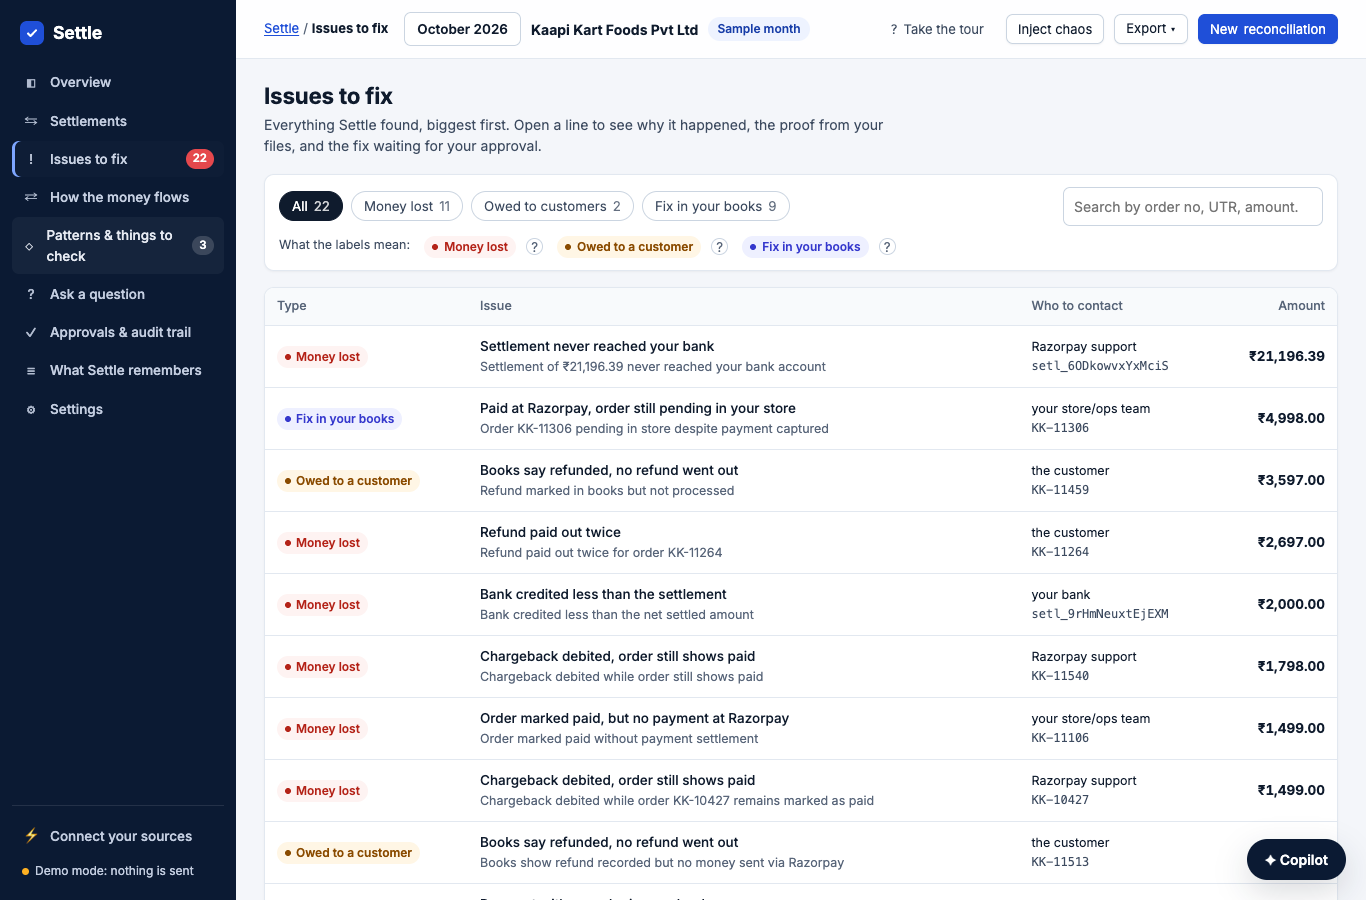 Settle
Overview
Settlements
! Issues to fix 22
How the money flows
Patterns & things to
check
3
? Ask a question
Approvals & audit trail
What Settle remembers
Settings
Connect your sources
Demo mode: nothing is sent
Settle / Issues to fix
October 2026
Kaapi Kart Foods Pvt Ltd
Sample month
? Take the tour
Inject chaos
Export
New reconciliation
Issues to fix
Everything Settle found, biggest first. Open a line to see why it happened, the proof from your
files, and the fix waiting for your approval.
All 22
Money lost 11
Owed to customers 2
Fix in your books 9
Search by order no, UTR, amount.
What the labels mean: Money lost ? Owed to a customer ? Fix in your books ?
Type Issue Who to contact Amount
Money lost
Settlement never reached your bank
Settlement of ₹21,196.39 never reached your bank account
Razorpay support
setl_6ODkowvxYxMciS
₹21,196.39
Fix in your books
Paid at Razorpay, order still pending in your store
Order KK-11306 pending in store despite payment captured
your store/ops team
KK-11306
₹4,998.00
Owed to a customer
Books say refunded, no refund went out
Refund marked in books but not processed
the customer
KK-11459
₹3,597.00
Money lost
Refund paid out twice
Refund paid out twice for order KK-11264
the customer
KK-11264
₹2,697.00
Money lost
Bank credited less than the settlement
Bank credited less than the net settled amount
your bank
setl_9rHmNeuxtEjEXM
₹2,000.00
Money lost
Chargeback debited, order still shows paid
Chargeback debited while order still shows paid
Razorpay support
KK-11540
₹1,798.00
Money lost
Order marked paid, but no payment at Razorpay
Order marked paid without payment settlement
your store/ops team
KK-11106
₹1,499.00
Money lost
Chargeback debited, order still shows paid
Chargeback debited while order KK-10427 remains marked as paid
Razorpay support
KK-10427
₹1,499.00
Owed to a customer
Books say refunded, no refund went out
Books show refund recorded but no money sent via Razorpay
the customer
KK-11513
Copilot